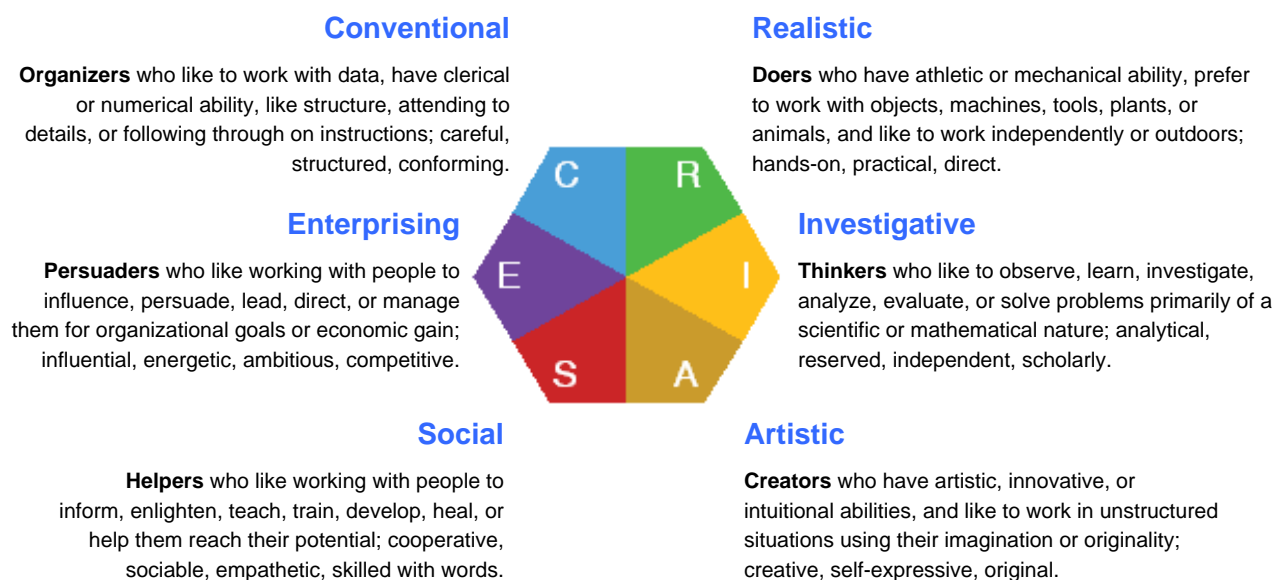 Conventional
Organizers who like to work with data, have clerical
or numerical ability, like structure, attending to
details, or following through on instructions; careful,
structured, conforming.
Realistic
Doers who have athletic or mechanical ability, prefer
to work with objects, machines, tools, plants, or
animals, and like to work independently or outdoors;
hands-on, practical, direct.
C
R
Enterprising
Persuaders who like working with people to
influence, persuade, lead, direct, or manage
them for organizational goals or economic gain;
influential, energetic, ambitious, competitive.
E
I
Investigative
Thinkers who like to observe, learn, investigate,
analyze, evaluate, or solve problems primarily of a
scientific or mathematical nature; analytical,
reserved, independent, scholarly.
S
A
Social
Helpers who like working with people to
inform, enlighten, teach, train, develop, heal, or
help them reach their potential; cooperative,
sociable, empathetic, skilled with words.
Artistic
Creators who have artistic, innovative, or
intuitional abilities, and like to work in unstructured
situations using their imagination or originality;
creative, self-expressive, original.